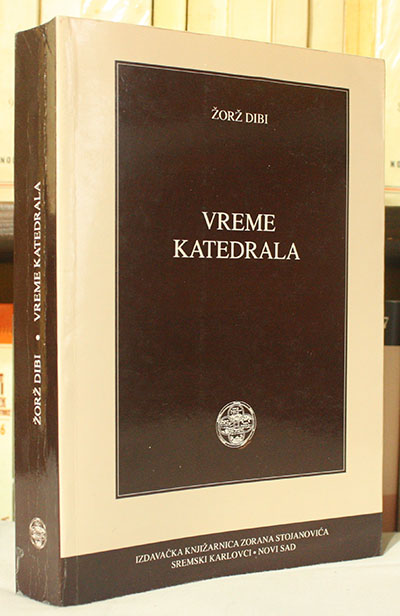 ŽORŽ DIBI
VREME
KATEDRALA
IZDAVAČKA KNJIŽARNICA ZORANA STOJANOVIĆA
SREMSKI KARLOVCI • NOVI SAD
ŽORŽ DIBI • VREME KATEDRALA